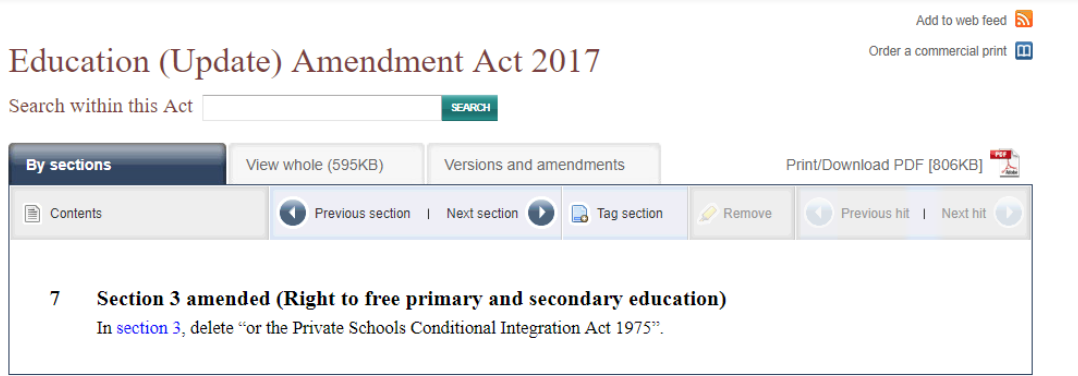 Add to web feed
Order a commercial print
Education (Update) Amendment Act 2017
Search within this Act SEARCH
By sections View whole (595KB) Versions and amendments Print/Download PDF [806KB]
Contents Previous section | Next section Tag section Remove Previous hit | Next hit
7 Section 3 amended (Right to free primary and secondary education)
In section 3, delete “or the Private Schools Conditional Integration Act 1975”.